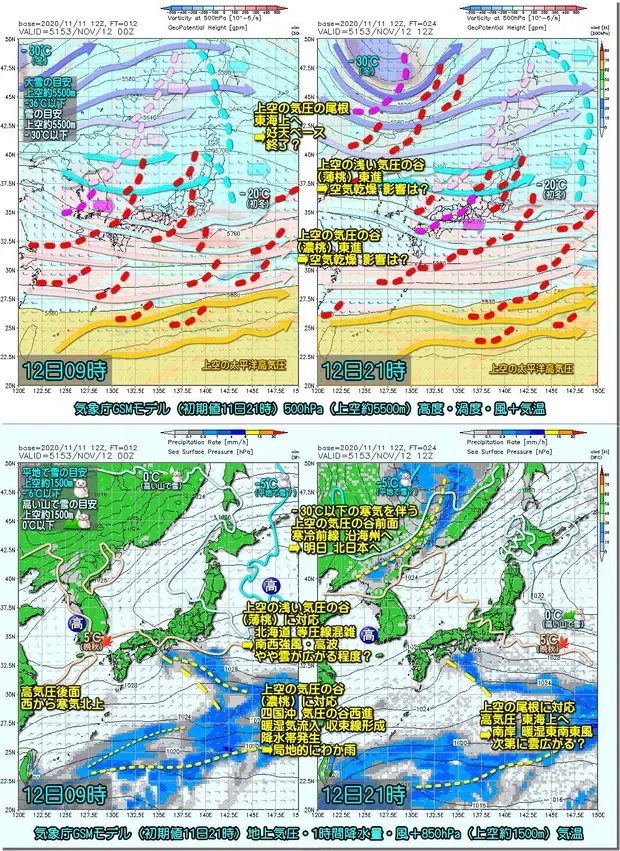 base=2020/11/11 12Z, FT=012
VALID=5153/NOV/12 00Z
Vorticity at 500hPa [10^-6/s]
GeoPotential Height [gpm]
-30℃
(冬)
大雪の目安
上空約5500m
-36℃以下
雪の目安
上空約5500m
-30℃以下
上空の気圧の尾根
東海上へ
➡好天ベース
終了?
上空の気圧の谷
(濃桃) 東進
➡空気乾燥 影響は?
上空の太平洋高気圧
12日09時
base=2020/11/11 12Z, FT=024
VALID=5153/NOV/12 12Z
Vorticity at 500hPa [10^-6/s]
GeoPotential Height [gpm]
-30℃
(冬)
上空の浅い気圧の谷
(薄桃) 東進
➡空気乾燥 影響は?
-20℃
(初冬)
-20℃
(初冬)
上空の太平洋高気圧
12日21時
気象庁GSMモデル (初期値11日21時) 500hPa (上空約5500m) 高度・渦度・風+気温
base=2020/11/11 12Z, FT=012
VALID=5153/NOV/12 00Z
Precipitation Rate [mm/h]
Sea Surface Pressure [hPa]
平地で雪の目安
上空約1500m
-6℃以下
高い山で雪の目安
上空約1500m
0℃以下
0℃
(高い山で雪)
-5℃
(平地で雪?)
高
高
5℃
(晩秋)
上空の浅い気圧の谷
(薄桃) に対応
北海道 等圧線混雑
➡南西強風・高波
やや雲が広がる程度?
高気圧後面
西から寒気北上
上空の気圧の谷
(濃桃) に対応
四国沖 気圧の谷西進
暖湿気流入 収束線形成
降水帯発生
➡局地的にわか雨
12日09時
base=2020/11/11 12Z, FT=024
VALID=5153/NOV/12 12Z
Precipitation Rate [mm/h]
Sea Surface Pressure [hPa]
-5℃
(平地で雪?)
-30℃以下の寒気を伴う
上空の気圧の谷前面
寒冷前線 沿海州へ
➡明日 北日本へ
高
0℃
(高い山で雪)
5℃
(晩秋)
上空の尾根に対応
高気圧 東海上へ
➡南岸 暖湿東南東風
次第に雲広がる?
12日21時
気象庁GSMモデル (初期値11日21時) 地上気圧・1時間降水量・風+850hPa (上空約1500m) 気温